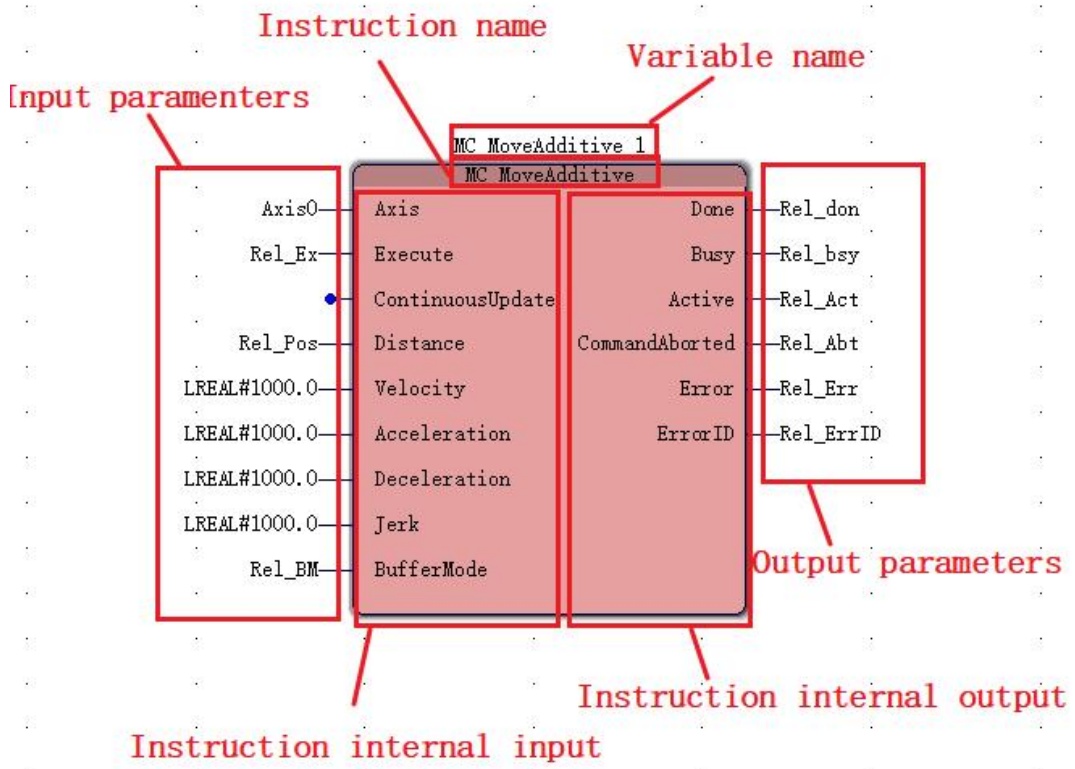 Instruction name
Variable name
Input paramenters
MC MoveAdditive 1
MC MoveAdditive
Axis0 Axis Done Rel_don
Rel_Ex Execute Busy Rel_bsy
ContinuousUpdate Active Rel_Act
Rel_Pos Distance CommandAborted Rel_Abt
LREAL#1000.0 Velocity Error Rel_Err
LREAL#1000.0 Acceleration ErrorID Rel_ErrID
LREAL#1000.0 Deceleration
LREAL#1000.0 Jerk
Rel_BM BufferMode
Output parameters
Instruction internal output
Instruction internal input